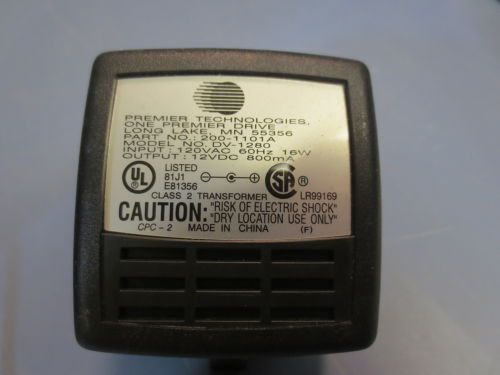 PREMIER TECHNOLOGIES,
ONE PREMIER DRIVE
LONG LAKE, MN 55356
PART NO.: 200-1101A
MODEL NO. DV-1280
INPUT: 120VAC 60Hz 16W
OUTPUT: 12VDC 800mA
UL ® LISTED
81J1
E81356
SA ®
LR99169
CLASS 2 TRANSFORMER
CAUTION: "RISK OF ELECTRIC SHOCK"
"DRY LOCATION USE ONLY"
CPC-2 MADE IN CHINA (F)